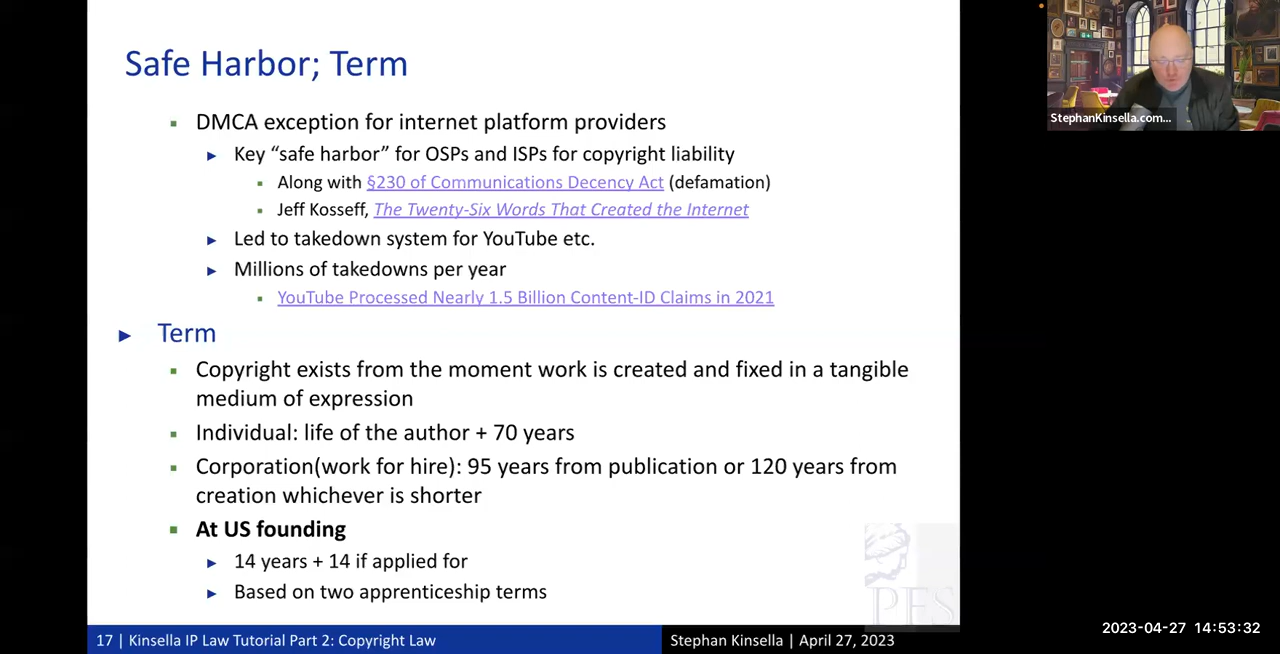 Safe Harbor; Term
DMCA exception for internet platform providers
Key “safe harbor” for OSPs and ISPs for copyright liability
Along with §230 of Communications Decency Act (defamation)
Jeff Kosseff, The Twenty-Six Words That Created the Internet
Led to takedown system for YouTube etc.
Millions of takedowns per year
YouTube Processed Nearly 1.5 Billion Content-ID Claims in 2021
Term
Copyright exists from the moment work is created and fixed in a tangible
medium of expression
Individual: life of the author + 70 years
Corporation(work for hire): 95 years from publication or 120 years from
creation whichever is shorter
At US founding
14 years + 14 if applied for
Based on two apprenticeship terms
PFS
17 | Kinsella IP Law Tutorial Part 2: Copyright Law
Stephan Kinsella | April 27, 2023
StephanKinsella.com...
2023-04-27 14:53:32